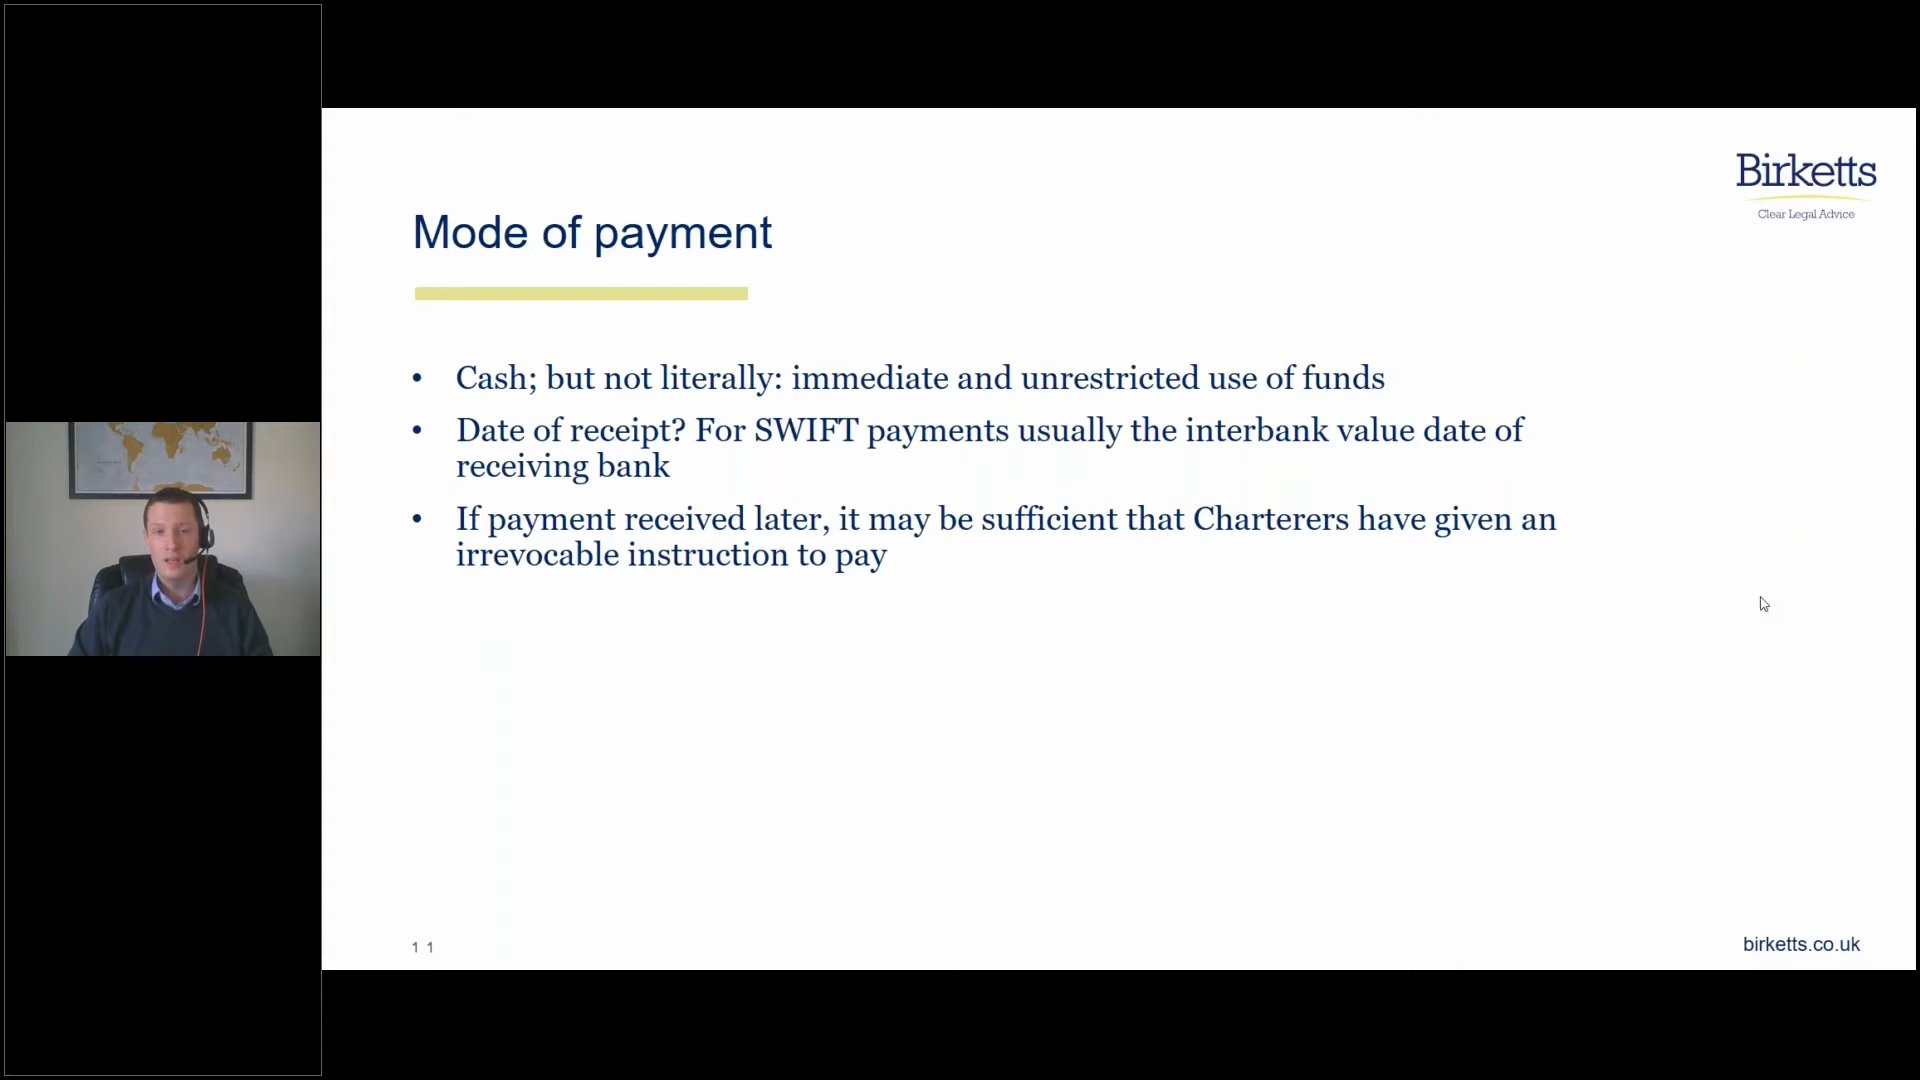 Birketts
Clear Legal Advice
Mode of payment
• Cash; but not literally: immediate and unrestricted use of funds
• Date of receipt? For SWIFT payments usually the interbank value date of
receiving bank
• If payment received later, it may be sufficient that Charterers have given an
irrevocable instruction to pay
11
birketts.co.uk